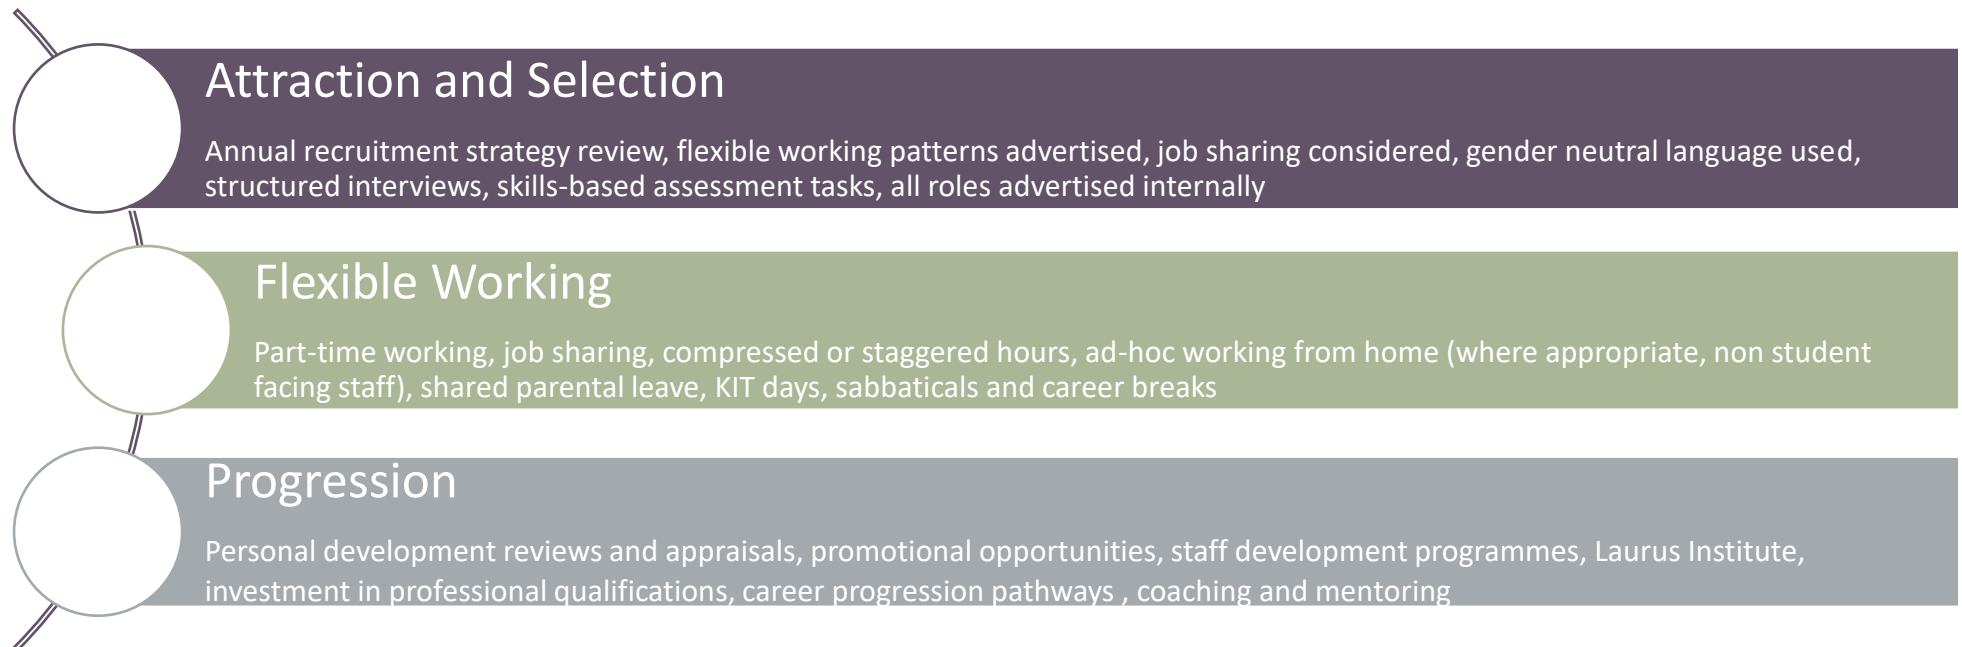 Attraction and Selection
Annual recruitment strategy review, flexible working patterns advertised, job sharing considered, gender neutral language used,
structured interviews, skills-based assessment tasks, all roles advertised internally
Flexible Working
Part-time working, job sharing, compressed or staggered hours, ad-hoc working from home (where appropriate, non student
facing staff), shared parental leave, KIT days, sabbaticals and career breaks
Progression
Personal development reviews and appraisals, promotional opportunities, staff development programmes, Laurus Institute,
investment in professional qualifications, career progression pathways , coaching and mentoring